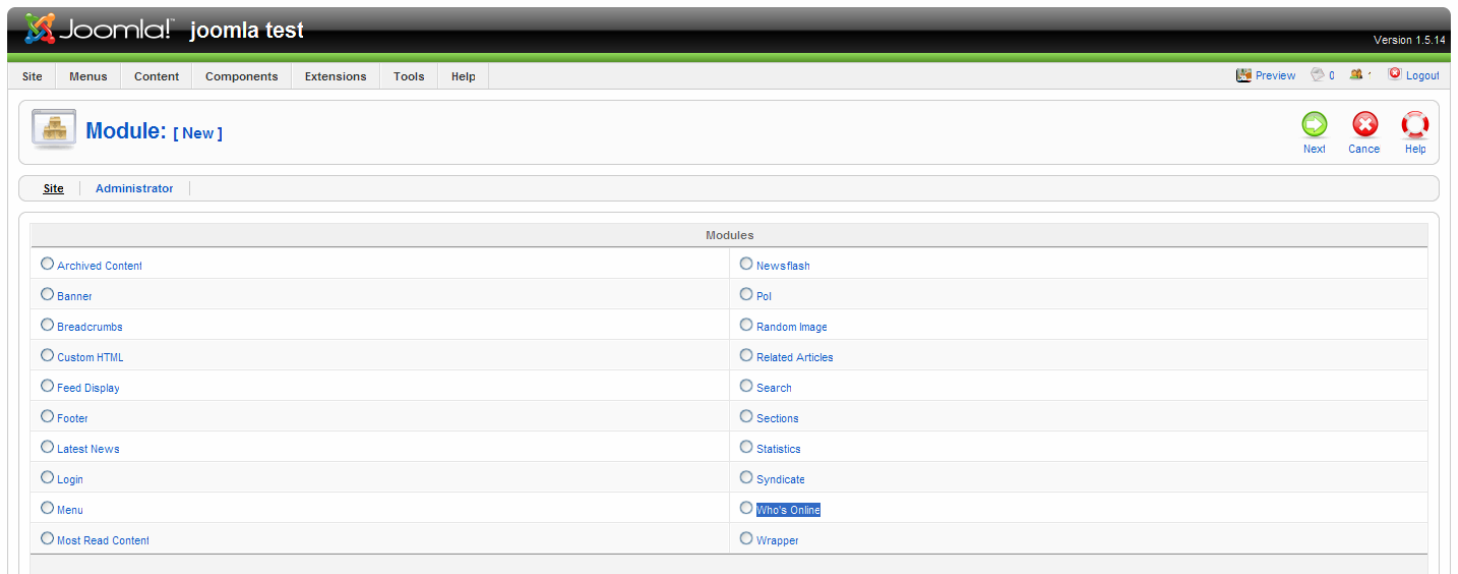 Joomla!™ joomla test
Version 1.5.14
Site Menus Content Components Extensions Tools Help Preview 0 Logout
Module: [ New ]
Next Cance Help
Site Administrator
Modules
Archived Content Newsflash
Banner Pol
Breadcrumbs Random Image
Custom HTML Related Articles
Feed Display Search
Footer Sections
Latest News Statistics
Login Syndicate
Menu Who's Online
Most Read Content Wrapper